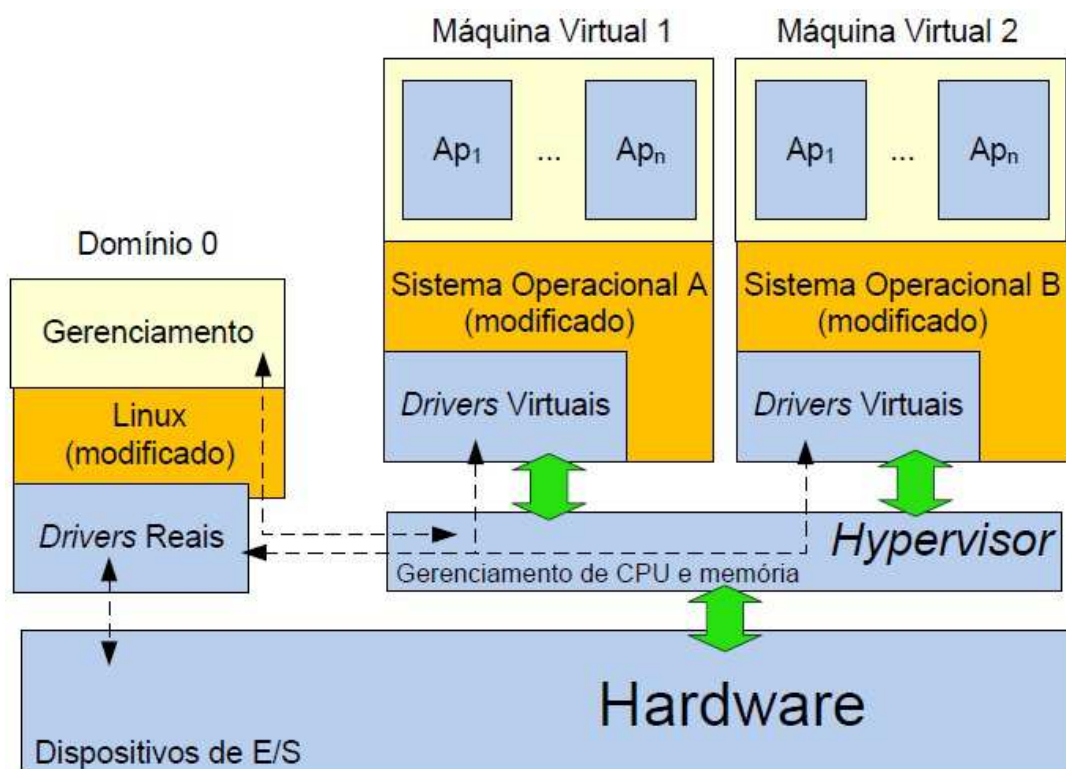 Máquina Virtual 1
Máquina Virtual 2
Ap₁ ... Apₙ
Ap₁ ... Apₙ
Domínio 0
Sistema Operacional A
(modificado)
Sistema Operacional B
(modificado)
Gerenciamento
Drivers Virtuais
Drivers Virtuais
Linux
(modificado)
Drivers Reais
Hypervisor
Gerenciamento de CPU e memória
Hardware
Dispositivos de E/S